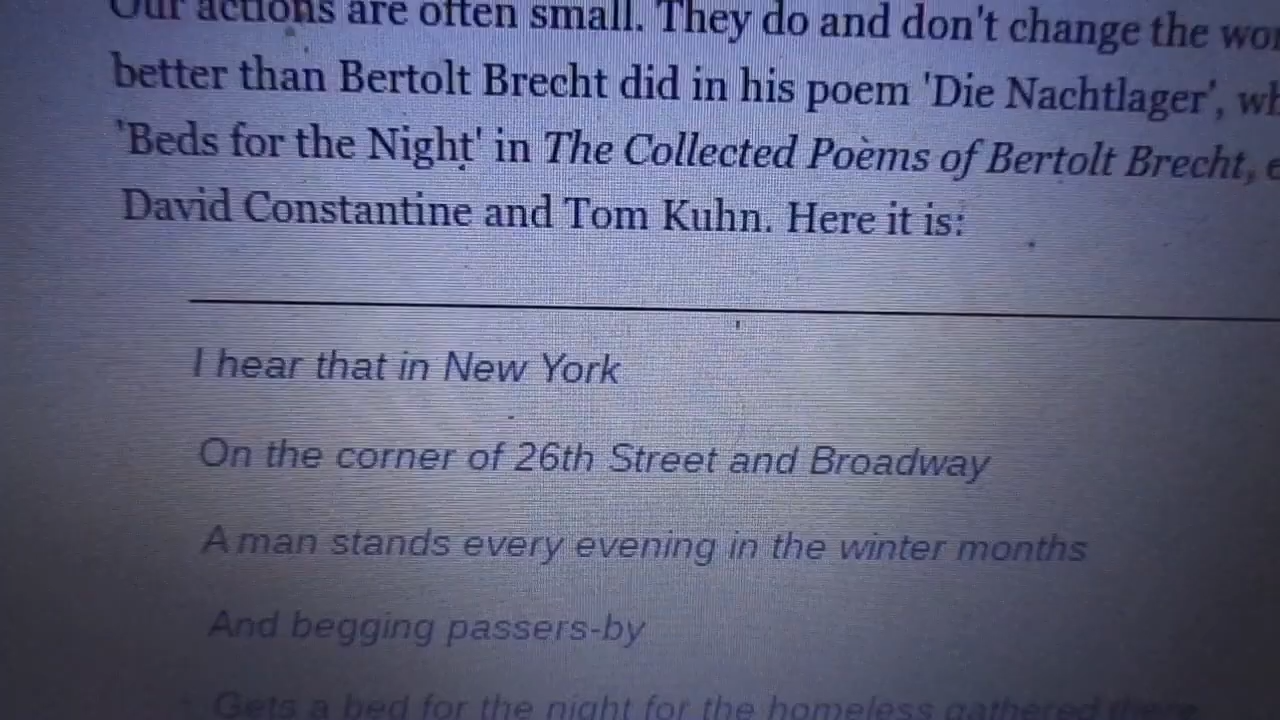 Our actions are often small. They do and don't change the
better than Bertolt Brecht did in his poem 'Die Nachtlager',
'Beds for the Night' in The Collected Poems of Bertolt Brecht,
David Constantine and Tom Kuhn. Here it is:
I hear that in New York
On the corner of 26th Street and Broadway
A man stands every evening in the winter months
And begging passers-by
Gets a bed for the night for the homeless gathered there